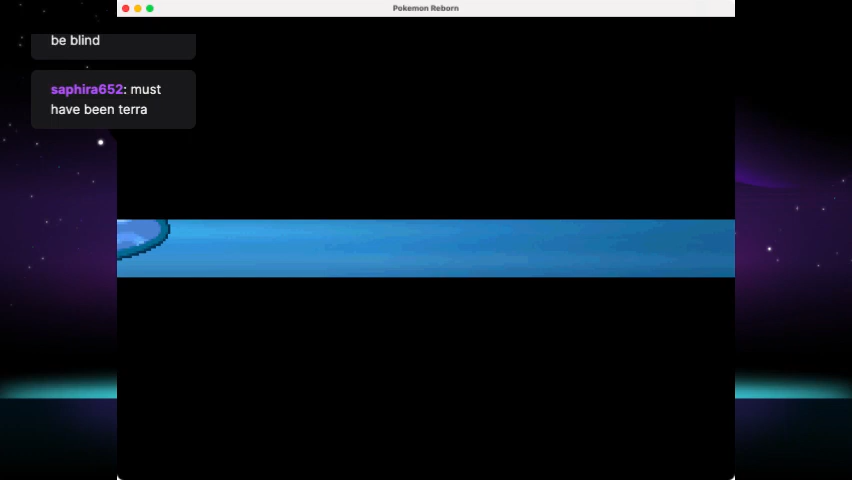 Pokemon Reborn
be blind
saphira652: must
have been terra